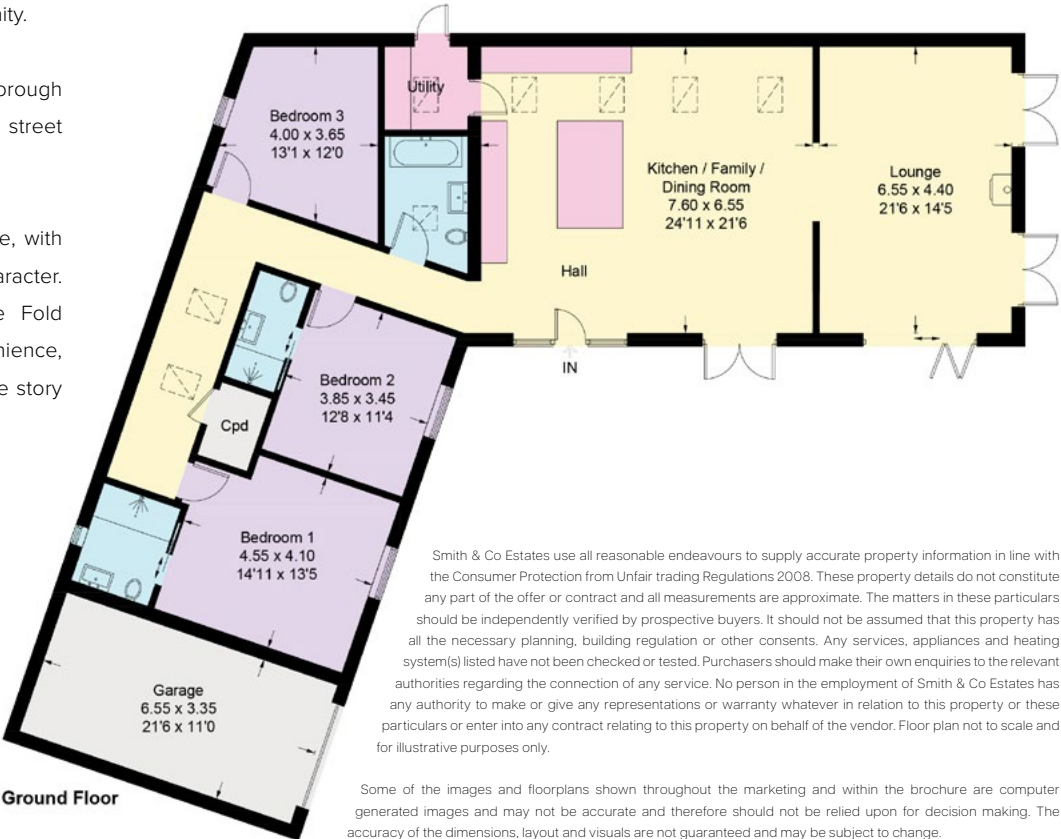 nity.
orough
street
e, with
aracter.
e Fold
nience,
e story
Utility
Bedroom 3
4.00 x 3.65
13'1 x 12'0
Kitchen / Family /
Dining Room
7.60 x 6.55
24'11 x 21'6
Lounge
6.55 x 4.40
21'6 x 14'5
Hall
IN
Bedroom 2
3.85 x 3.45
12'8 x 11'4
Cpd
Bedroom 1
4.55 x 4.10
14'11 x 13'5
Garage
6.55 x 3.35
21'6 x 11'0
Ground Floor
Smith & Co Estates use all reasonable endeavours to supply accurate property information in line with
the Consumer Protection from Unfair trading Regulations 2008. These property details do not constitute
any part of the offer or contract and all measurements are approximate. The matters in these particulars
should be independently verified by prospective buyers. It should not be assumed that this property has
all the necessary planning, building regulation or other consents. Any services, appliances and heating
system(s) listed have not been checked or tested. Purchasers should make their own enquiries to the relevant
authorities regarding the connection of any service. No person in the employment of Smith & Co Estates has
any authority to make or give any representations or warranty whatever in relation to this property or these
particulars or enter into any contract relating to this property on behalf of the vendor. Floor plan not to scale and
for illustrative purposes only.
Some of the images and floorplans shown throughout the marketing and within the brochure are computer
generated images and may not be accurate and therefore should not be relied upon for decision making. The
accuracy of the dimensions, layout and visuals are not guaranteed and may be subject to change.